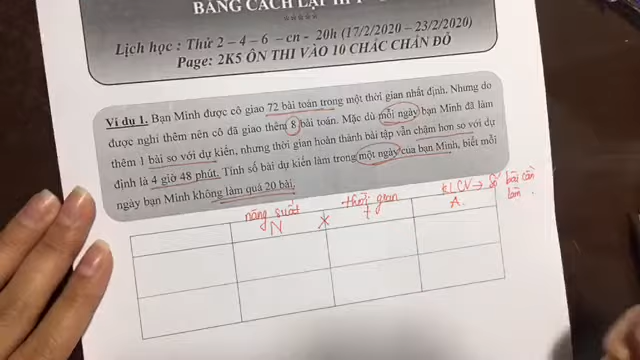 BẰNG CÁCH LẬP
Lịch học : Thứ 2 – 4 – 6 – cn - 20h (17/2/2020 – 23/2/2020)
Page: 2K5 ÔN THI VÀO 10 CHẮC CHẮN ĐỖ
Ví dụ 1. Bạn Minh được cô giao 72 bài toán trong một thời gian nhất định. Nhưng do
được nghỉ thêm nên cô đã giao thêm 8 bài toán. Mặc dù mỗi ngày bạn Minh đã làm
thêm 1 bài so với dự kiến, nhưng thời gian hoàn thành bài tập vẫn chậm hơn so với dự
định là 4 giờ 48 phút. Tính số bài dự kiến làm trong một ngày của bạn Minh, biết mỗi
ngày bạn Minh không làm quá 20 bài.
năng suất thời gian KLCV → số bài cần
N × t A. làm